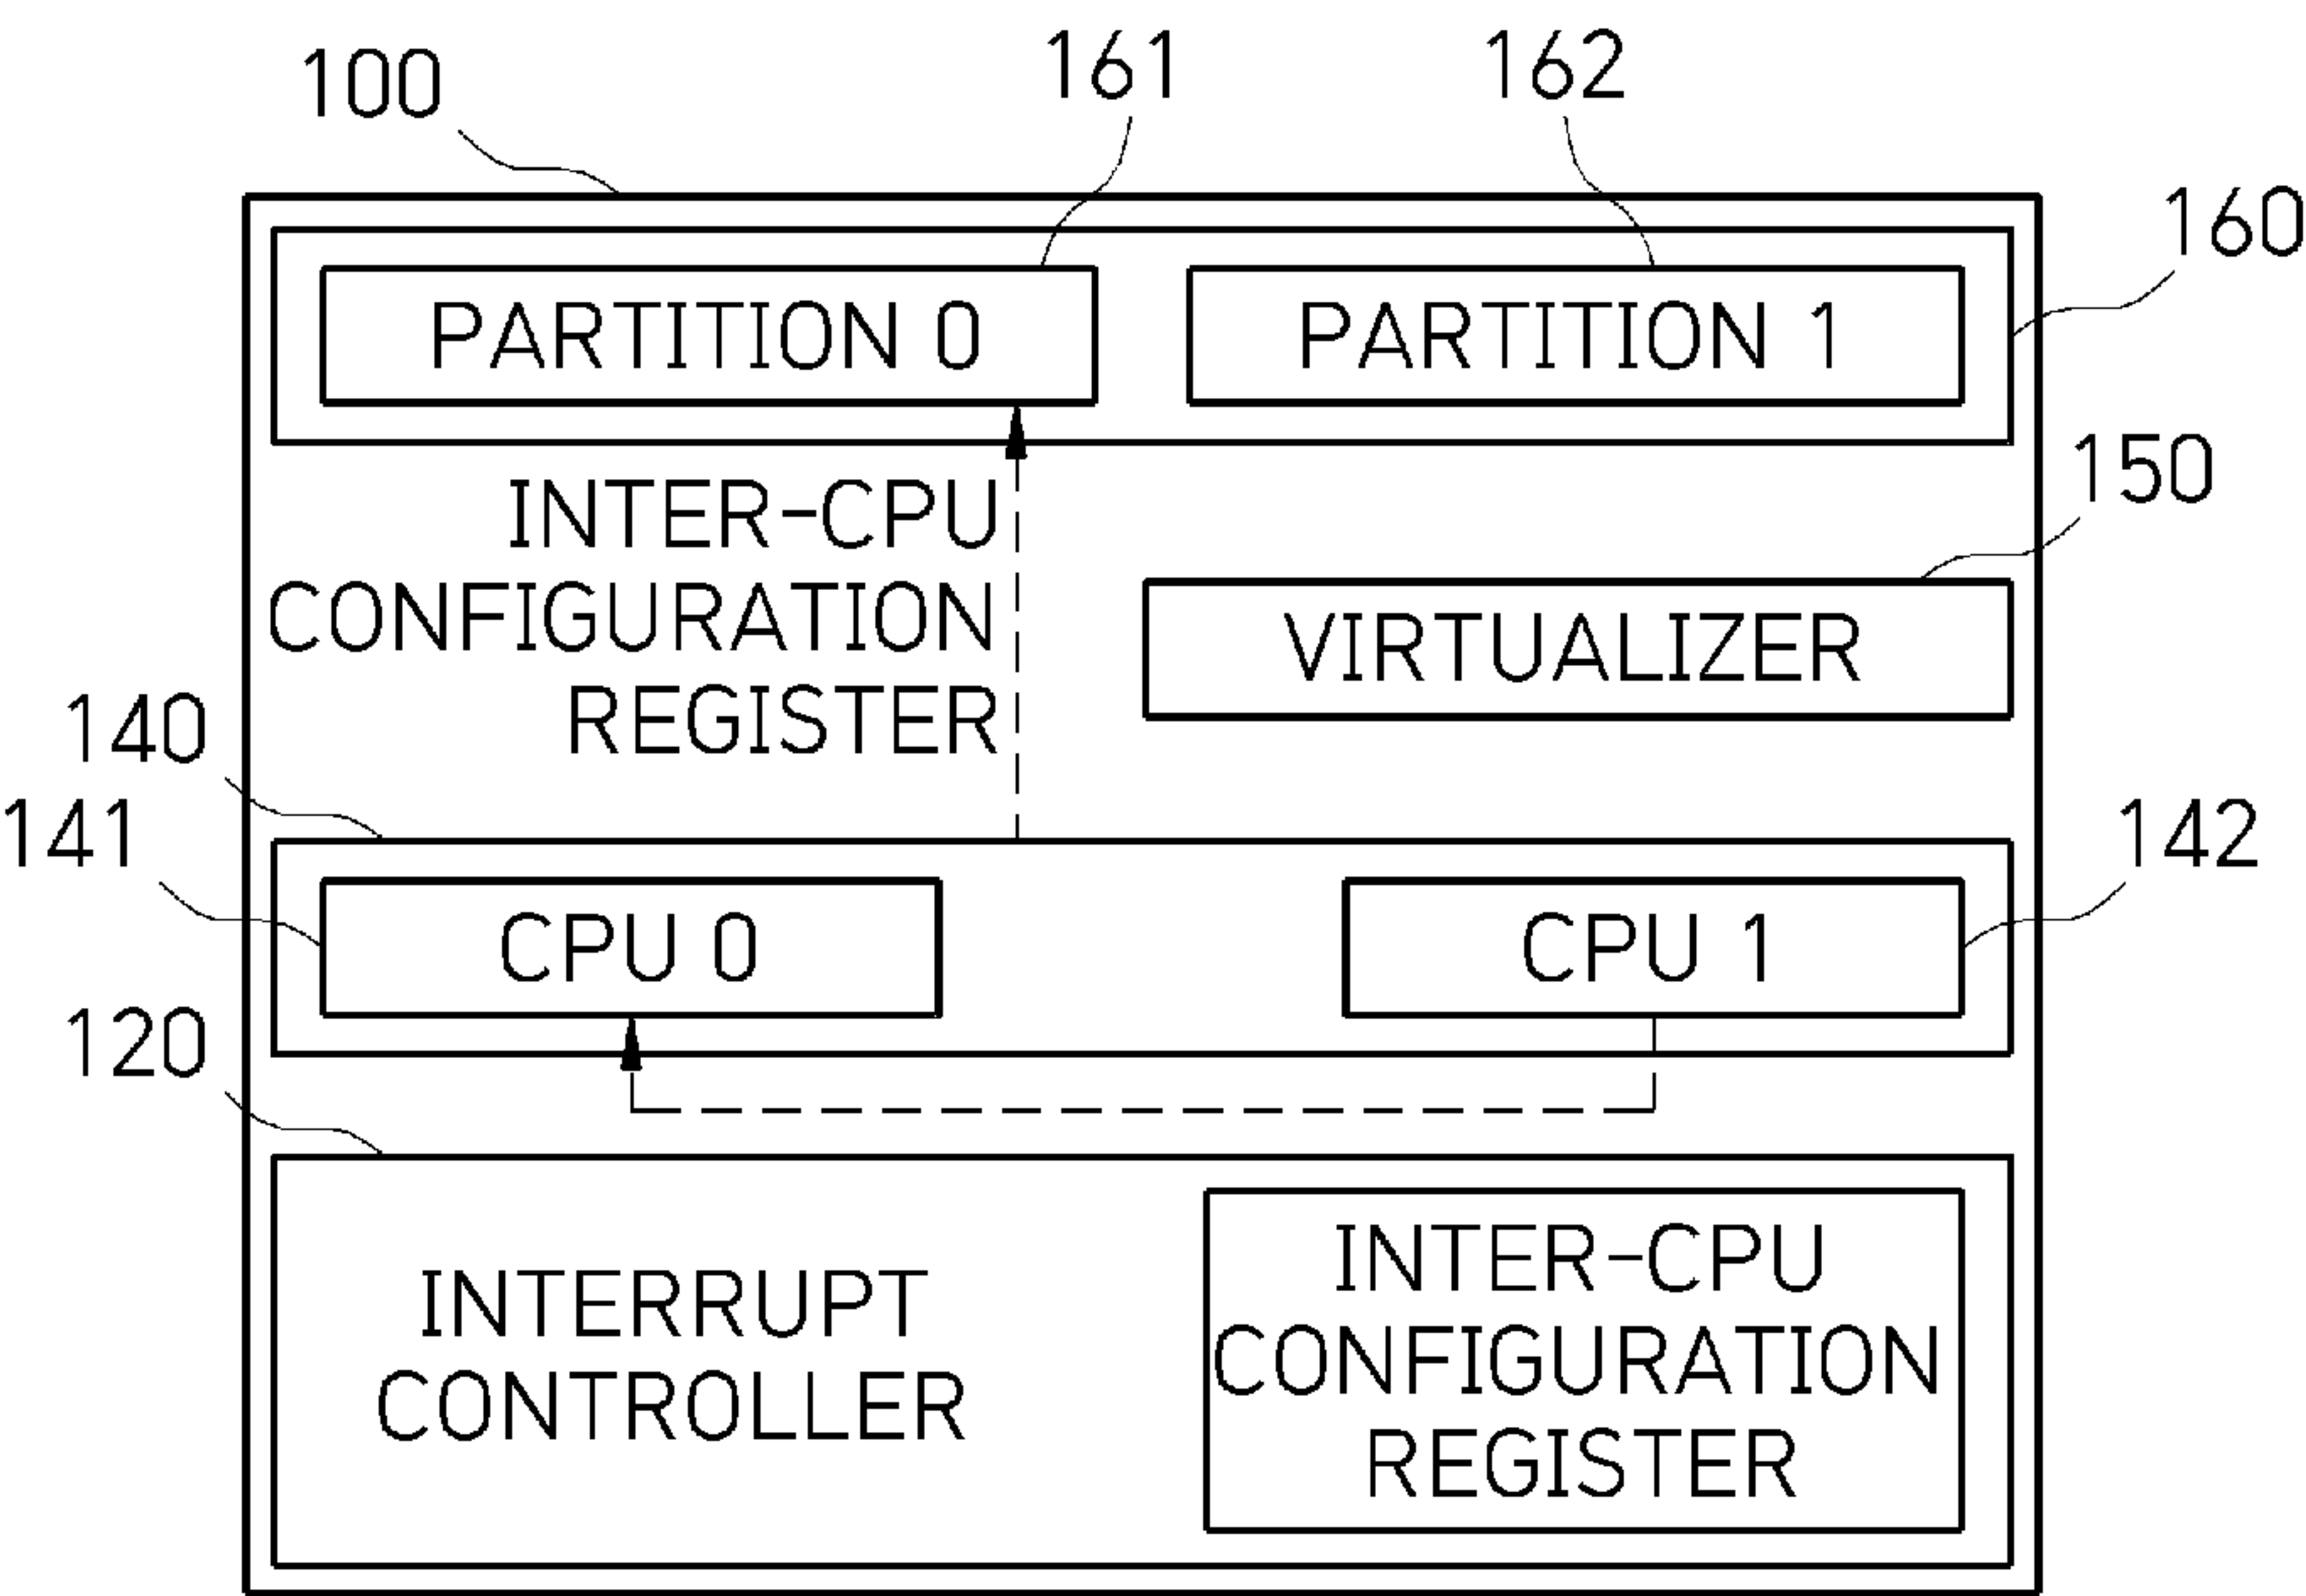 100
161
162
160
PARTITION 0
PARTITION 1
150
INTER-CPU
CONFIGURATION
REGISTER
VIRTUALIZER
140
141
142
CPU 0
CPU 1
120
INTERRUPT
CONTROLLER
INTER-CPU
CONFIGURATION
REGISTER